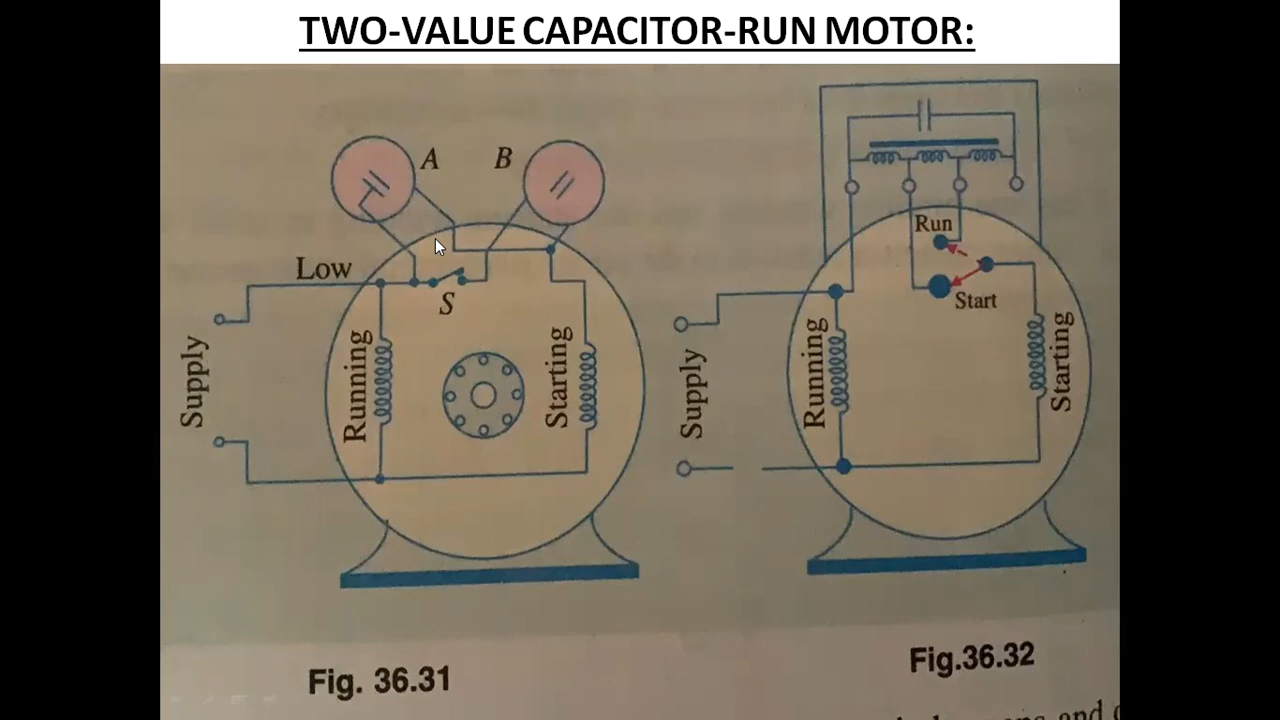 TWO-VALUE CAPACITOR-RUN MOTOR:
A
B
Low
S
Supply
Running
Starting
Run
Start
Supply
Running
Starting
Fig. 36.31
Fig.36.32
and